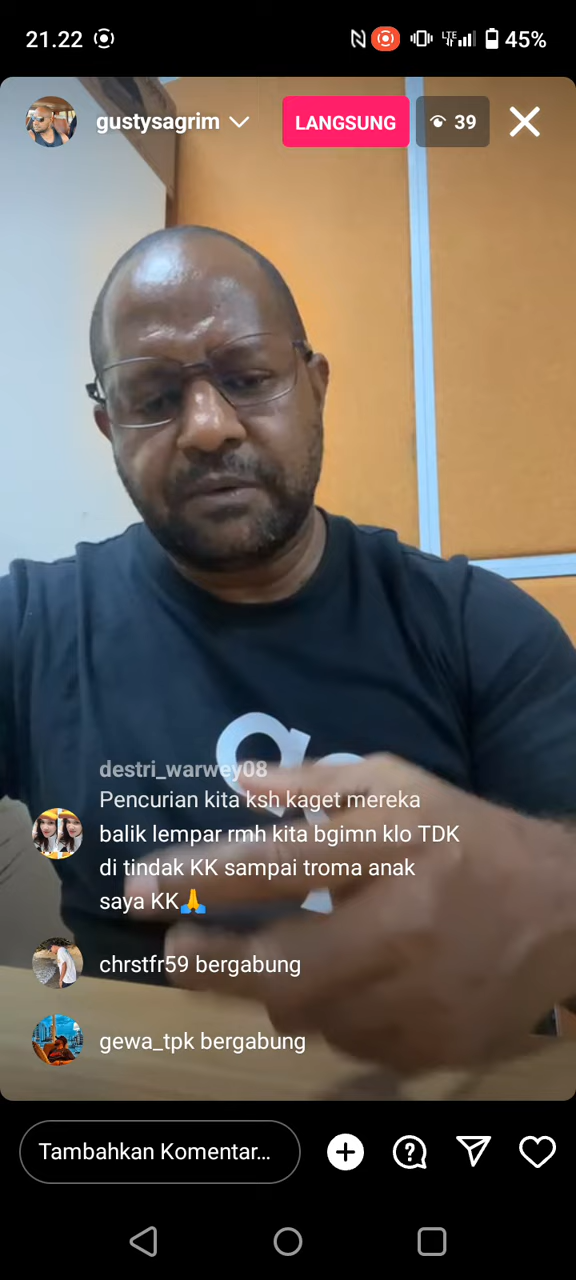 21.22
LTE
45%
gustysagrim
LANGSUNG
39
destri_warwey08
Pencurian kita ksh kaget mereka
balik lempar rmh kita bgimn klo TDK
di tindak KK sampai troma anak
saya KK🙏
chrstfr59 bergabung
gewa_tpk bergabung
Tambahkan Komentar...